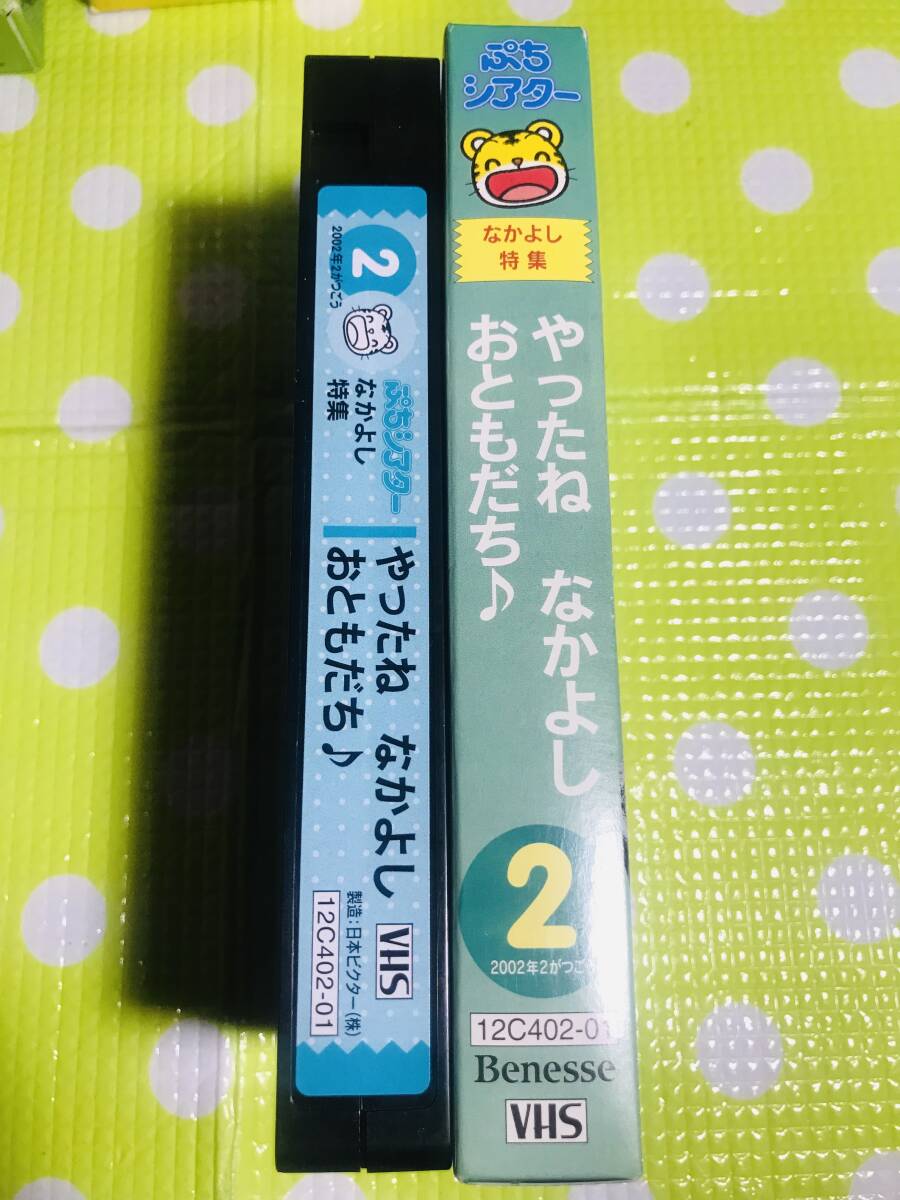 2
2002年2がつごう
ぷちシアター
なかよし
特集
やったね なかよし
おともだち♪
製造:日本ビクター(株)
12C402-01
VHS
ぷち
シアター
なかよし
特集
やったね なかよし
おともだち♪
2
2002年2がつごう
12C402-01
Benesse
VHS